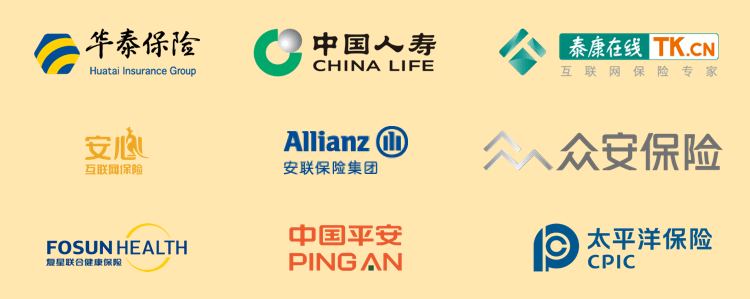 华泰保险
Huatai Insurance Group
中国人寿
CHINA LIFE
泰康在线 TK.CN
互联网保险专家
安心
互联网保险
Allianz
安联保险集团
众安保险
FOSUN HEALTH
复星联合健康保险
中国平安
PING AN
太平洋保险
CPIC